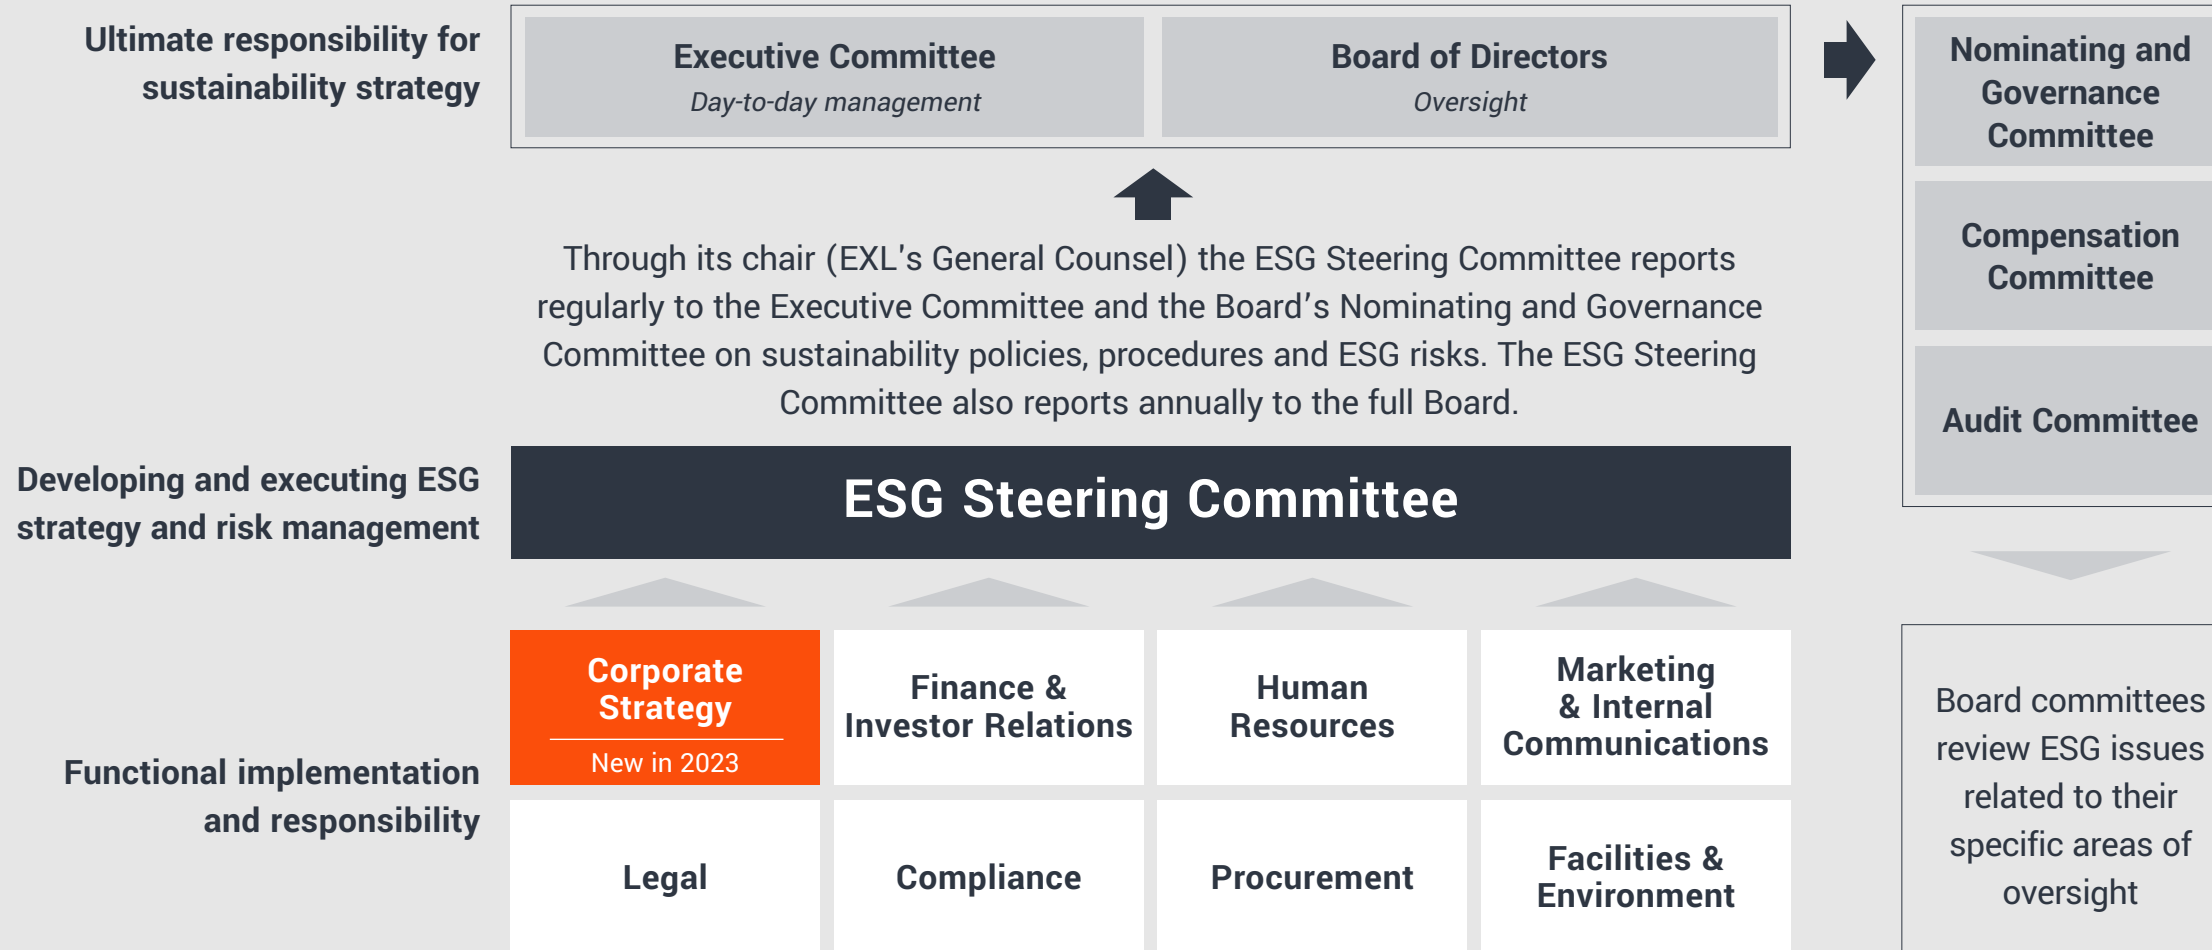 Ultimate responsibility for
sustainability strategy
Executive Committee
Day-to-day management
Board of Directors
Oversight
Nominating and
Governance
Committee
Compensation
Committee
Audit Committee
Through its chair (EXL's General Counsel) the ESG Steering Committee reports
regularly to the Executive Committee and the Board’s Nominating and Governance
Committee on sustainability policies, procedures and ESG risks. The ESG Steering
Committee also reports annually to the full Board.
Developing and executing ESG
strategy and risk management
ESG Steering Committee
Functional implementation
and responsibility
Corporate
Strategy
New in 2023
Finance &
Investor Relations
Human
Resources
Marketing
& Internal
Communications
Legal
Compliance
Procurement
Facilities &
Environment
Board committees
review ESG issues
related to their
specific areas of
oversight